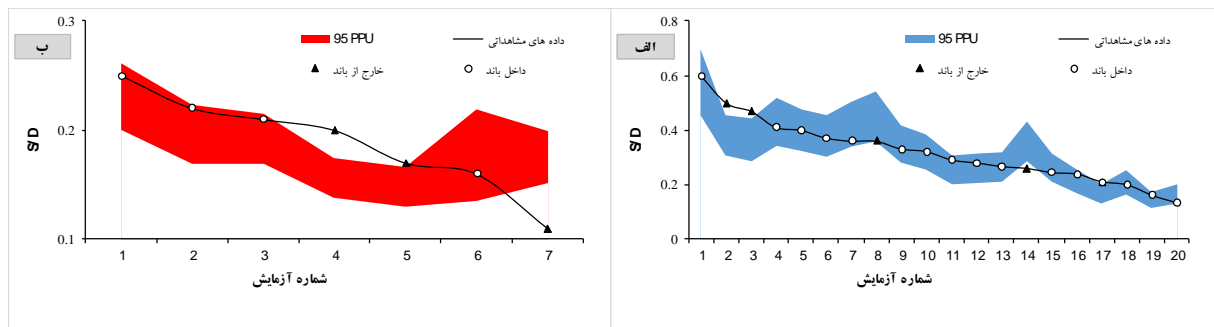 الف
95 PPU
داده های مشاهداتی
خارج از باند
داخل باند
S/D
0.8
0.6
0.4
0.2
0
1 2 3 4 5 6 7 8 9 10 11 12 13 14 15 16 17 18 19 20
شماره آزمایش
ب
95 PPU
داده های مشاهداتی
خارج از باند
داخل باند
S/D
0.3
0.2
0.1
1 2 3 4 5 6 7
شماره آزمایش